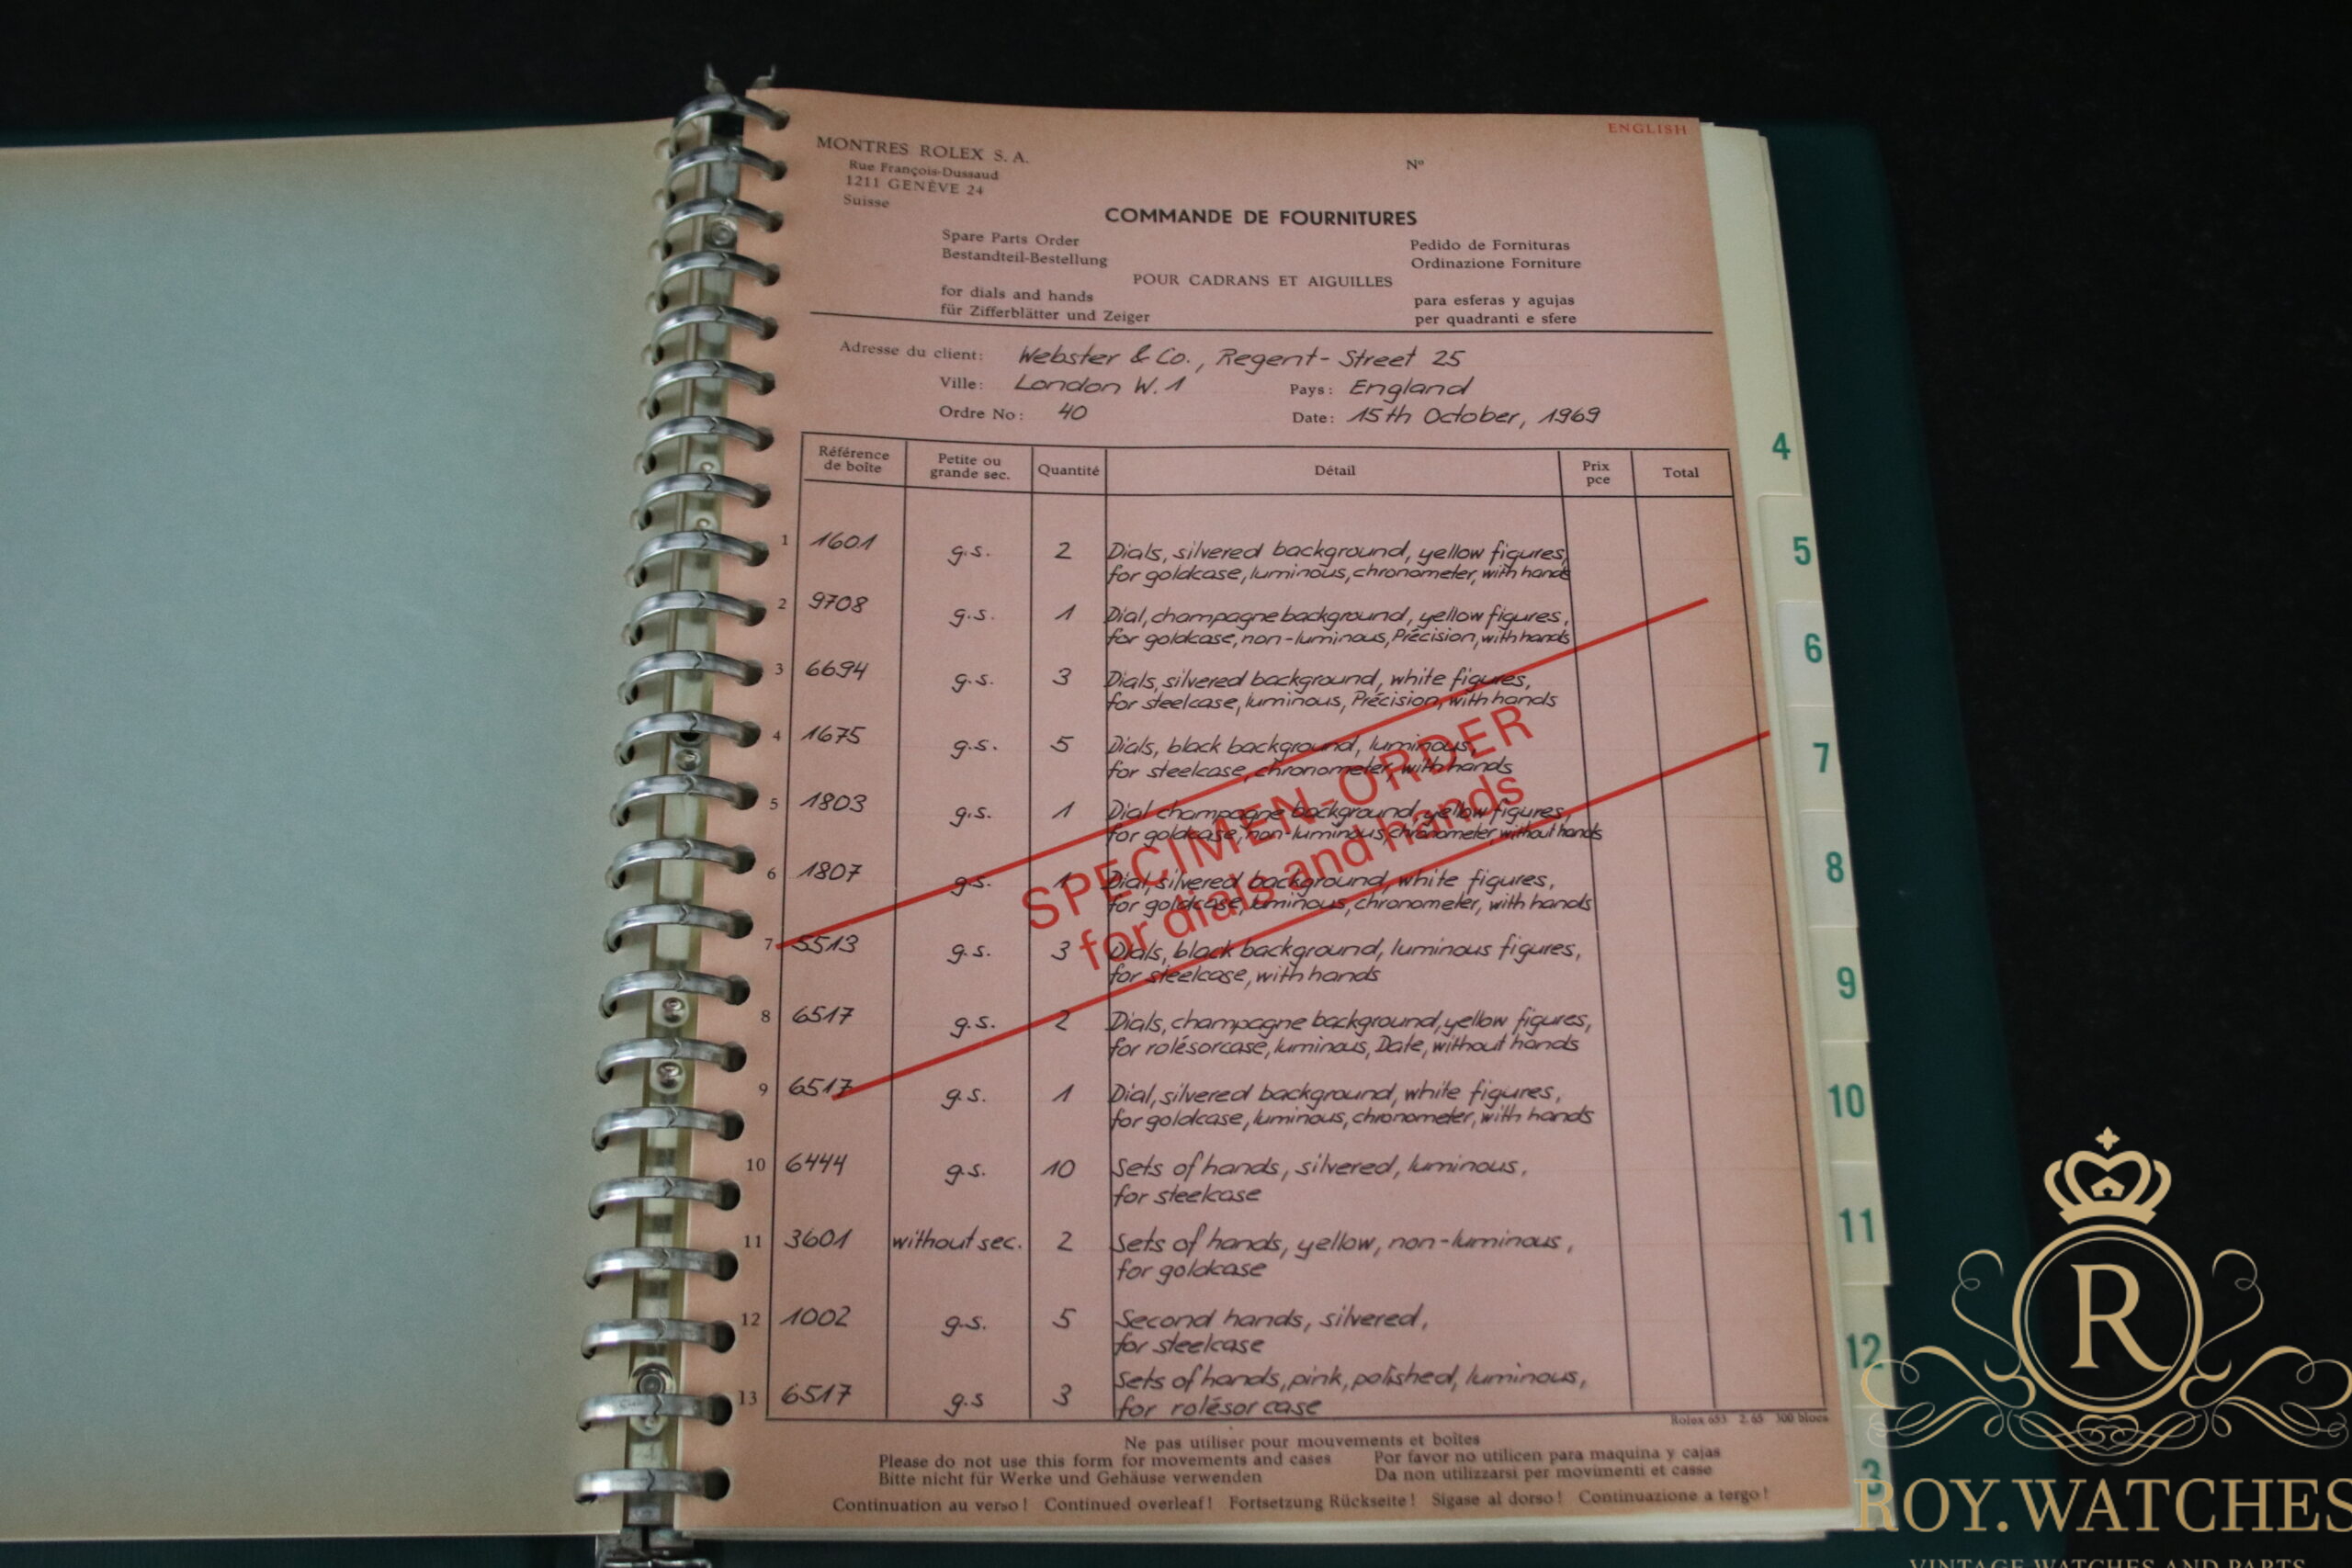 ENGLISH
MONTRES ROLEX S. A.
Rue François-Dussaud
1211 GENÈVE 24
Suisse
Nº
COMMANDE DE FOURNITURES
Spare Parts Order
Bestandteil-Bestellung
Pedido de Fornituras
Ordinazione Forniture
POUR CADRANS ET AIGUILLES
for dials and hands
für Zifferblätter und Zeiger
para esferas y agujas
per quadranti e sfere
Adresse du client: Webster & Co., Regent-Street 25
Ville: London W.1 Pays: England
Ordre No: 40 Date: 15th October, 1969
Référence de boîte Petite ou grande sec. Quantité Détail Prix pce Total
1 1601 g.s. 2 Dials, silvered background, yellow figures,
for goldcase, luminous, chronometer, with hands
2 9708 g.s. 1 Dial, champagne background, yellow figures,
for goldcase, non-luminous, Précision, with hands
3 6694 g.s. 3 Dials, silvered background, white figures,
for steelcase, luminous, Précision, with hands
4 1675 g.s. 5 Dials, black background, luminous,
for steelcase, chronometer, with hands
5 1803 g.s. 1 Dial champagne background, yellow figures,
for goldcase, non-luminous, chronometer, without hands
6 1807 g.s. 1 Dial, silvered background, white figures,
for goldcase, luminous, chronometer, with hands
7 5513 g.s. 3 Dials, black background, luminous figures,
for steelcase, with hands
8 6517 g.s. 2 Dials, champagne background, yellow figures,
for rolésorcase, luminous, Date, without hands
9 6517 g.s. 1 Dial, silvered background, white figures,
for goldcase, luminous, chronometer, with hands
10 6444 g.s. 10 Sets of hands, silvered, luminous,
for steelcase
11 3601 without sec. 2 Sets of hands, yellow, non-luminous,
for goldcase
12 1002 g.s. 5 Second hands, silvered,
for steelcase
13 6517 g.s 3 Sets of hands, pink, polished, luminous,
for rolésor case
SPECIMEN-ORDER
for dials and hands
Rolex 653 2.65 300 blocs
Ne pas utiliser pour mouvements et boîtes
Please do not use this form for movements and cases
Bitte nicht für Werke und Gehäuse verwenden
Por favor no utilicen para maquina y cajas
Da non utilizzarsi per movimenti et casse
Continuation au verso! Continued overleaf! Fortsetzung Rückseite! Sigase al dorso! Continuazione a tergo!
4
5
6
7
8
9
10
11
12
3
R
ROY.WATCHES
VINTAGE WATCHES AND PARTS